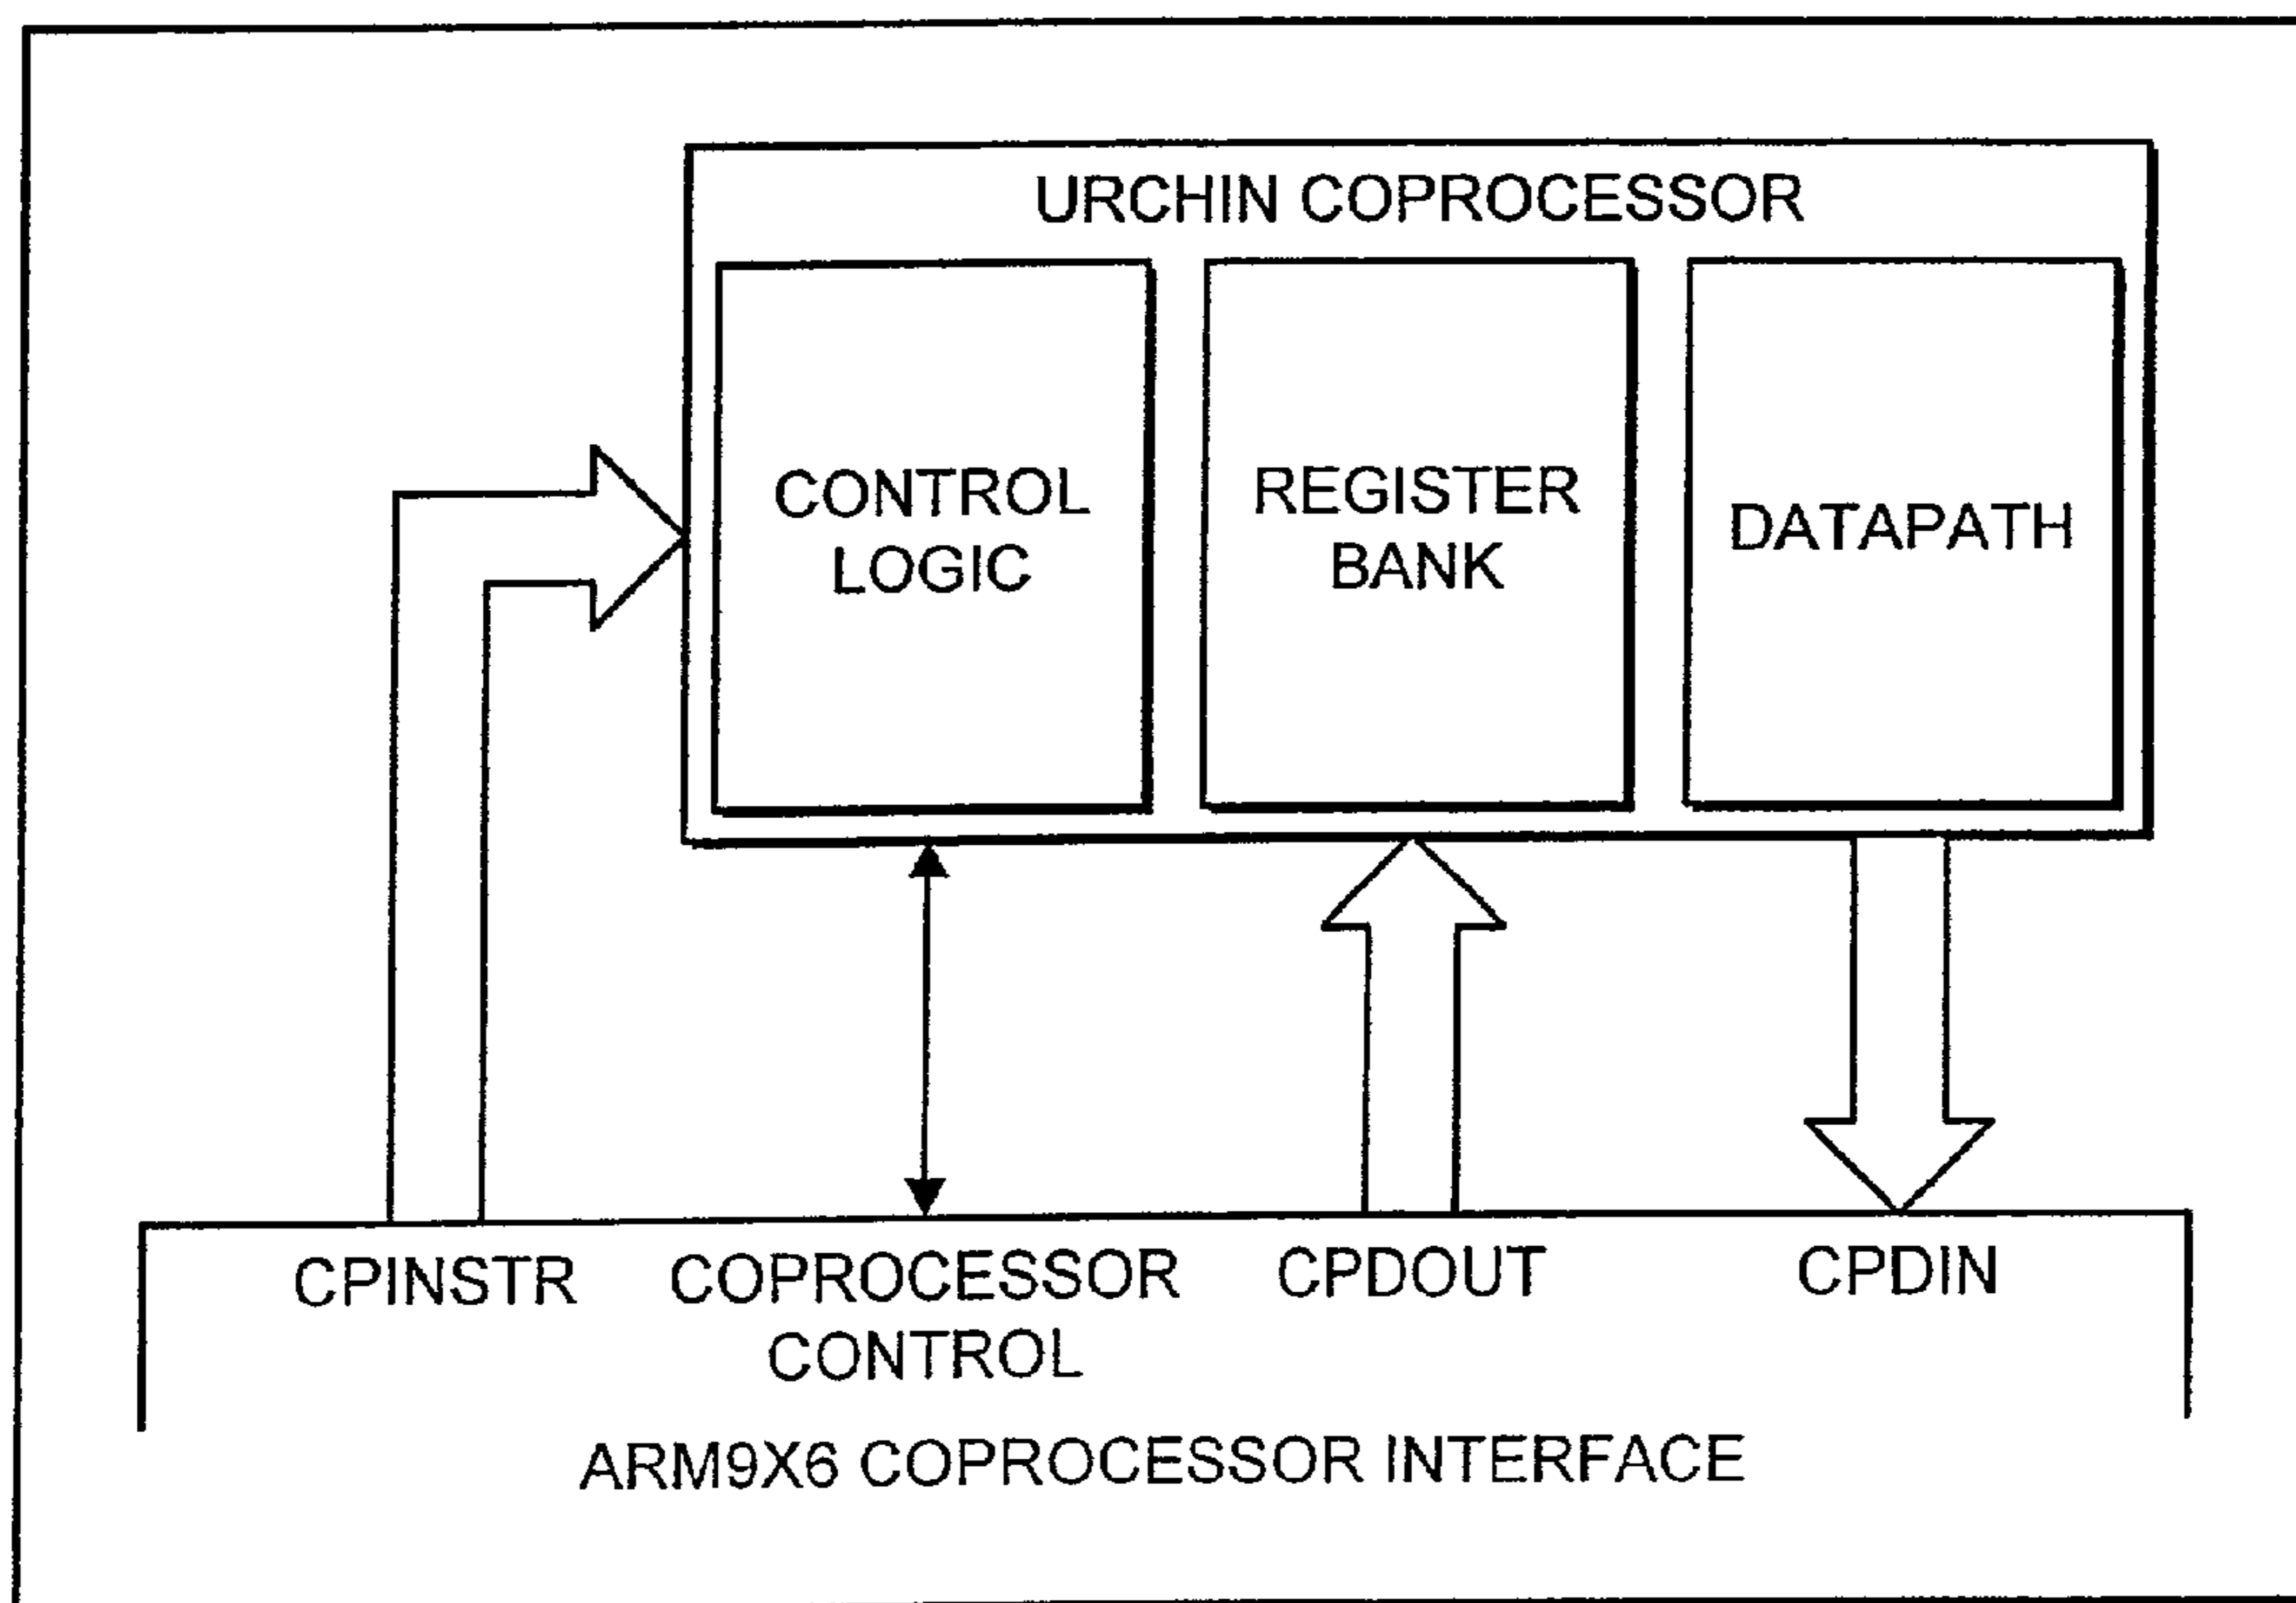 URCHIN COPROCESSOR
CONTROL
LOGIC
REGISTER
BANK
DATAPATH
CPINSTR
COPROCESSOR
CONTROL
CPDOUT
CPDIN
ARM9X6 COPROCESSOR INTERFACE